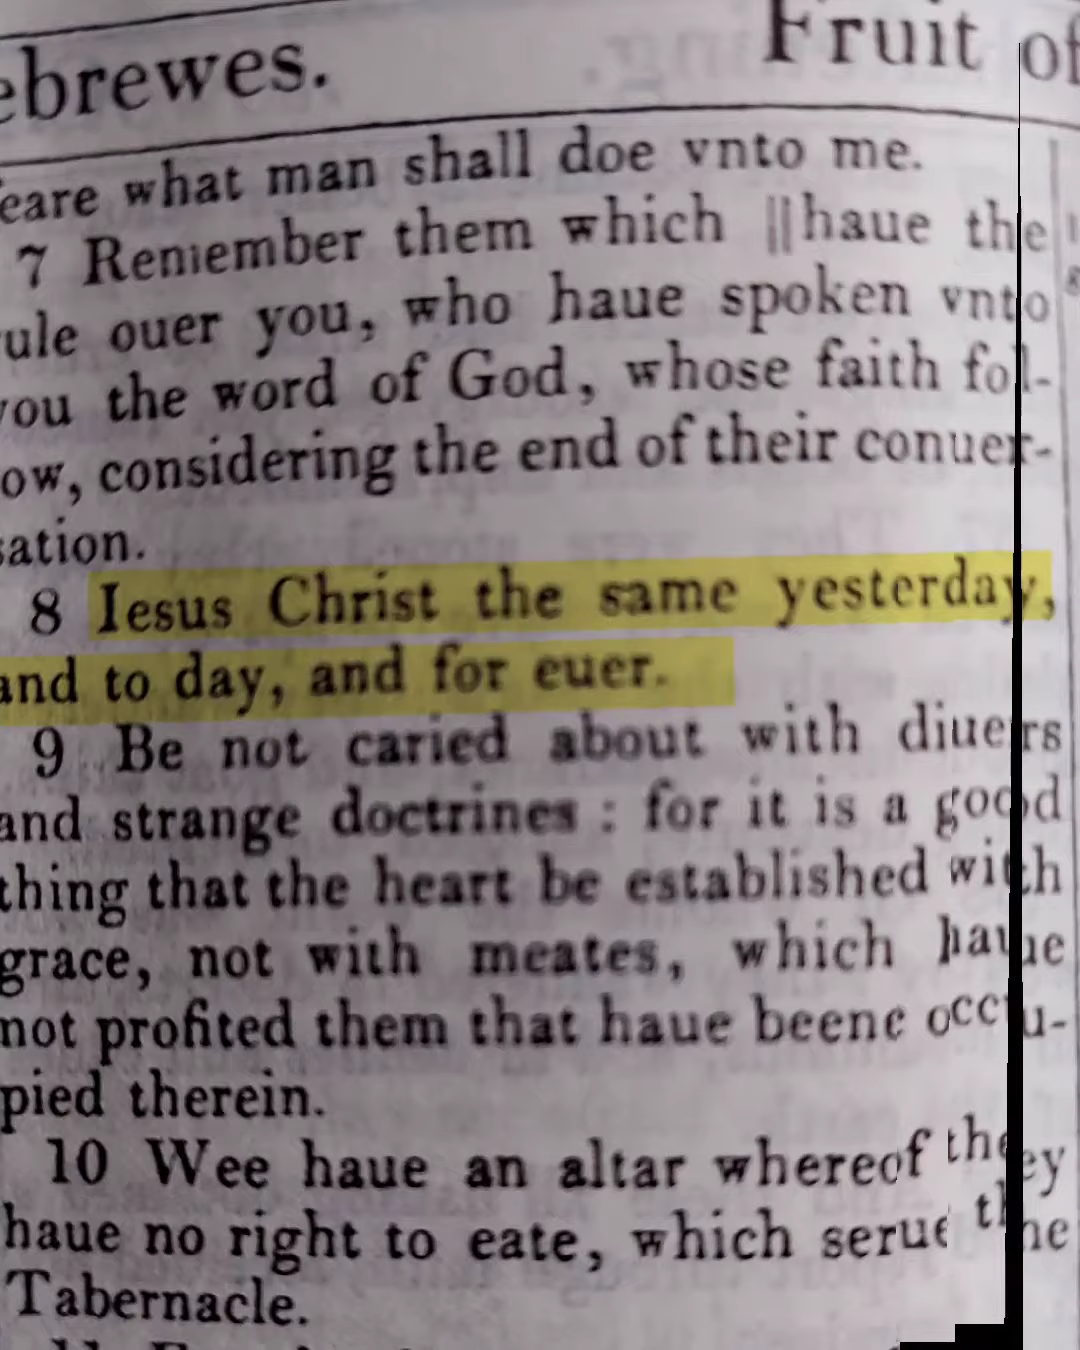 ebrewes. Fruit of
feare what man shall doe vnto me.
7 Remember them which ||haue the
rule ouer you, who haue spoken vnto
you the word of God, whose faith fol-
ow, considering the end of their conuer-
sation.
8 Iesus Christ the same yesterday,
and to day, and for euer.
9 Be not caried about with diuers
and strange doctrines : for it is a good
thing that the heart be established with
grace, not with meates, which haue
not profited them that haue beene occu-
pied therein.
10 Wee haue an altar whereof they
haue no right to eate, which serue the
Tabernacle.